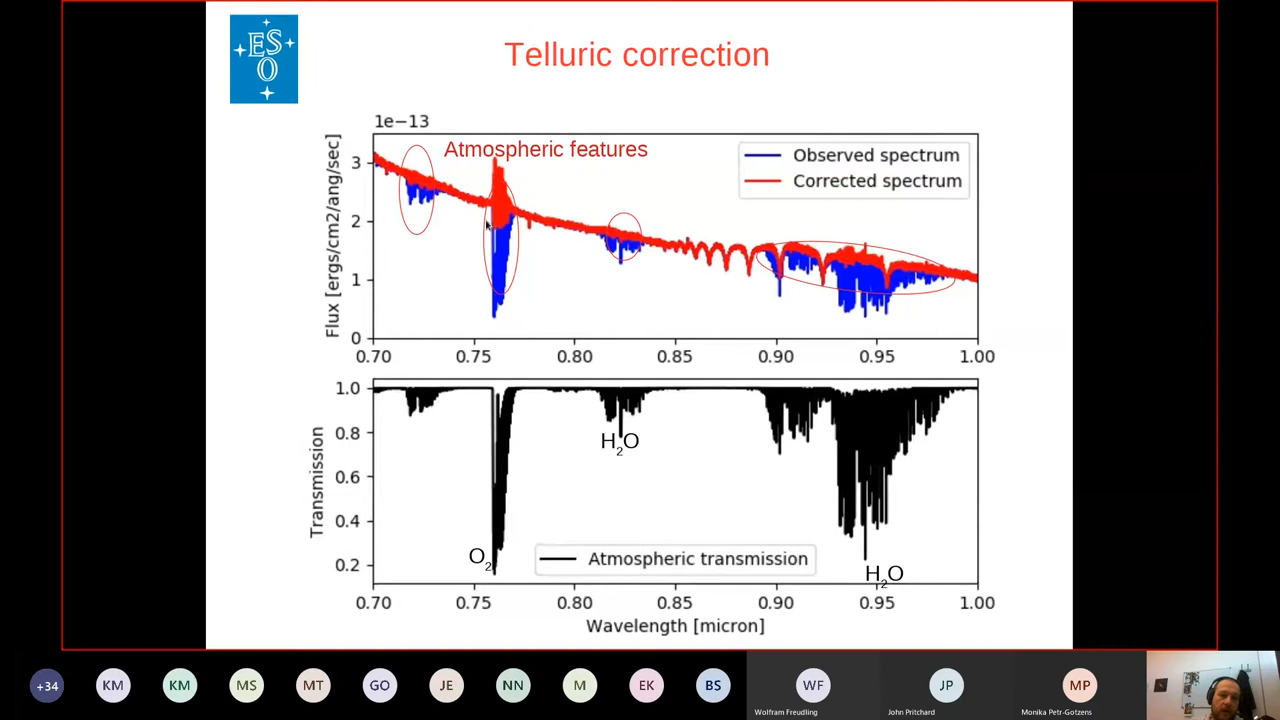 ES
O
Telluric correction
1e−13
Atmospheric features
Observed spectrum
Corrected spectrum
Flux [ergs/cm2/ang/sec]
3
2
1
0
0.70 0.75 0.80 0.85 0.90 0.95 1.00
Transmission
1.0
0.8
0.6
0.4
0.2
H2O
O2
Atmospheric transmission
H2O
0.70 0.75 0.80 0.85 0.90 0.95 1.00
Wavelength [micron]
+34 KM KM MS MT GO JE NN M EK BS WF JP MP
Wolfram Freudling John Pritchard Monika Petr-Gotzens